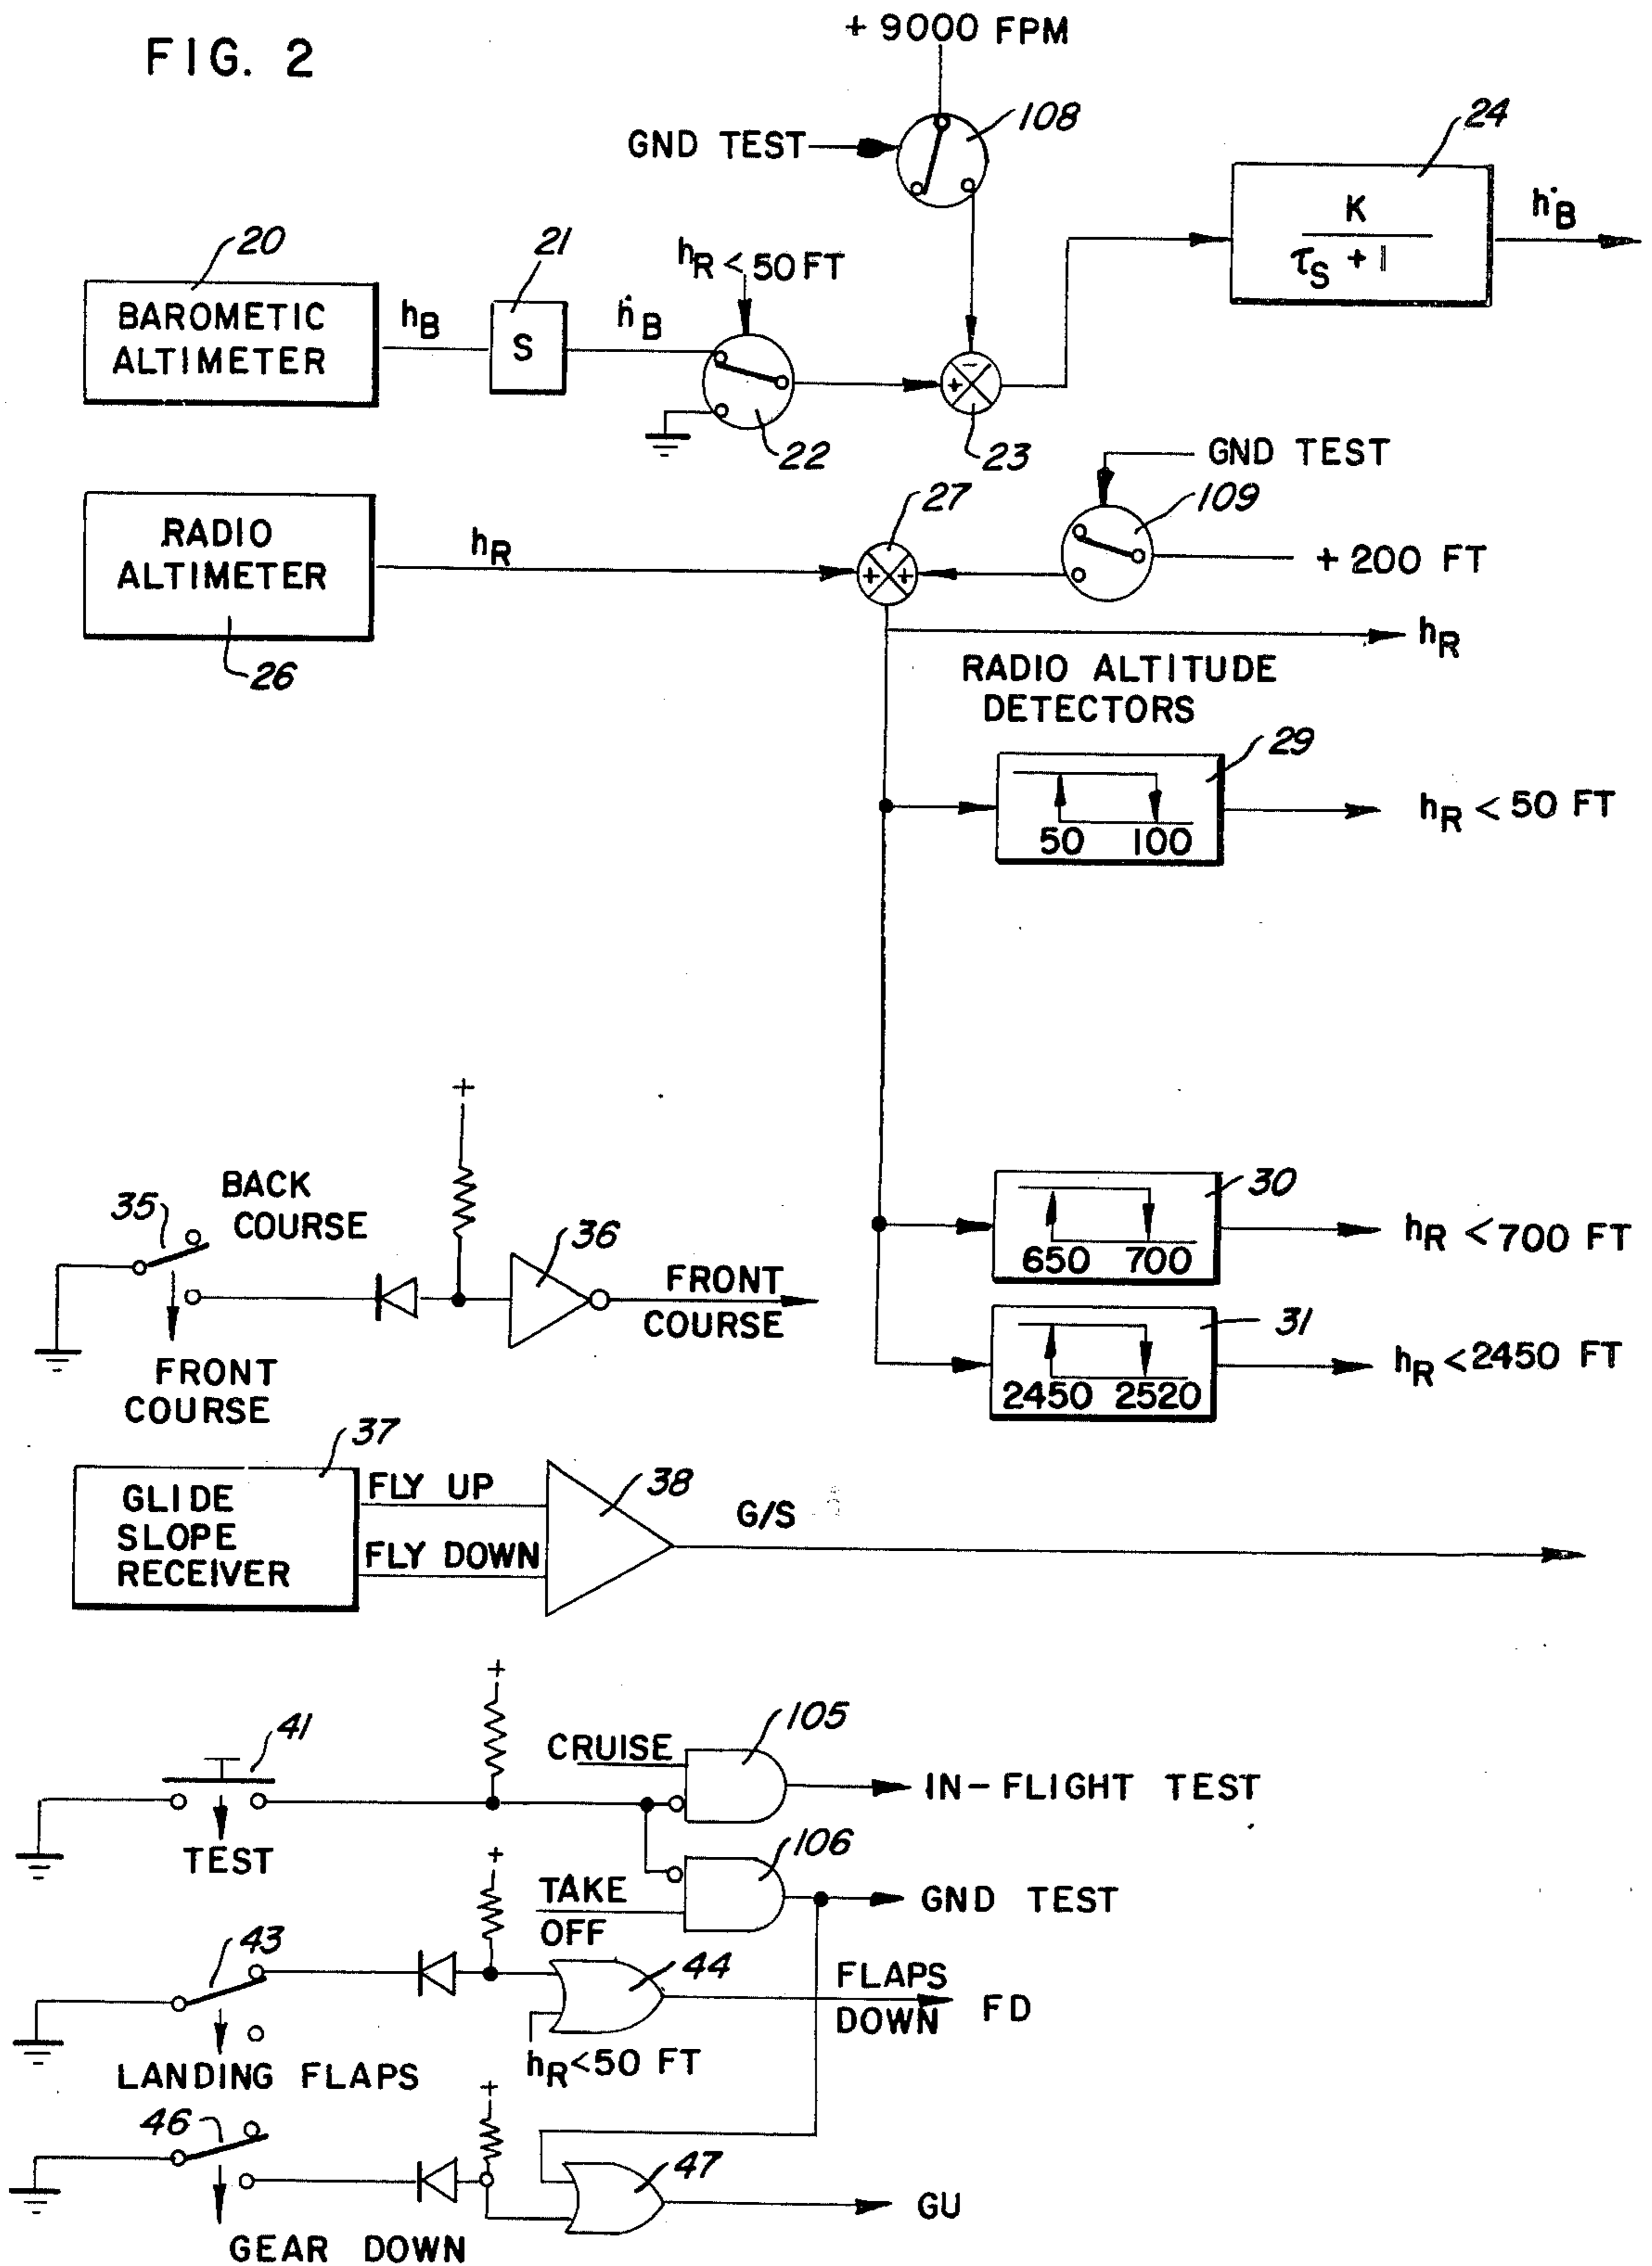 FIG. 2
+ 9000 FPM
108
GND TEST
24
K
τS + 1
ḣB
20
BAROMETIC
ALTIMETER
hB
21
S
ḣB
hR < 50 FT
22
-
+
23
GND TEST
109
+ 200 FT
RADIO
ALTIMETER
26
hR
27
+ +
hR
RADIO ALTITUDE
DETECTORS
29
50 100
hR < 50 FT
30
650 700
hR < 700 FT
31
2450 2520
hR < 2450 FT
+
35
BACK
COURSE
36
FRONT
COURSE
FRONT
COURSE
37
GLIDE
SLOPE
RECEIVER
FLY UP
FLY DOWN
38
G/S
+
41
TEST
CRUISE
105
IN-FLIGHT TEST
106
TAKE
OFF
GND TEST
+
43
LANDING FLAPS
44
hR < 50 FT
FLAPS
DOWN
FD
+
46
GEAR DOWN
47
GU